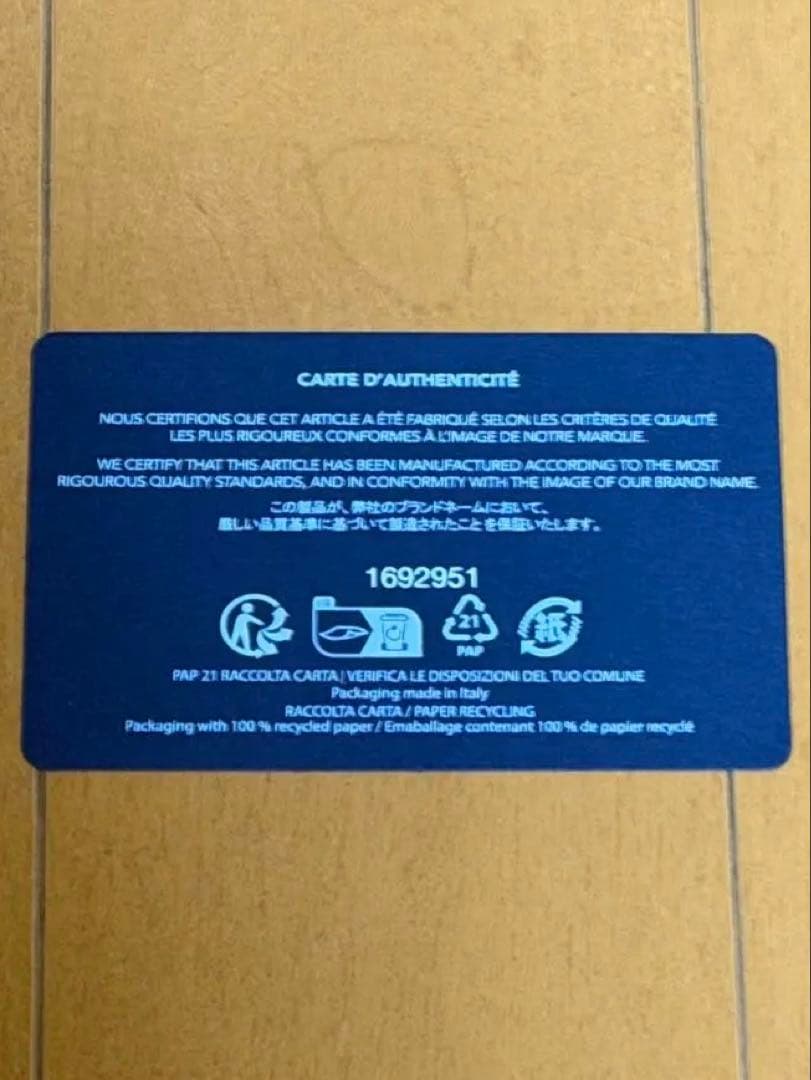 CARTE D'AUTHENTICITÉ
NOUS CERTIFIONS QUE CET ARTICLE A ÉTÉ FABRIQUÉ SELON LES CRITÈRES DE QUALITÉ
LES PLUS RIGOUREUX CONFORMES À L'IMAGE DE NOTRE MARQUE.
WE CERTIFY THAT THIS ARTICLE HAS BEEN MANUFACTURED ACCORDING TO THE MOST
RIGOUROUS QUALITY STANDARDS, AND IN CONFORMITY WITH THE IMAGE OF OUR BRAND NAME.
この製品が、弊社のブランドネームにおいて、
厳しい品質基準に基づいて製造されたことを保証いたします。
1692951
21
紙
PAP
PAP 21 RACCOLTA CARTA | VERIFICA LE DISPOSIZIONI DEL TUO COMUNE
Packaging made in Italy
RACCOLTA CARTA / PAPER RECYCLING
Packaging with 100 % recycled paper / Emaballage contenant 100 % de papier recyclé